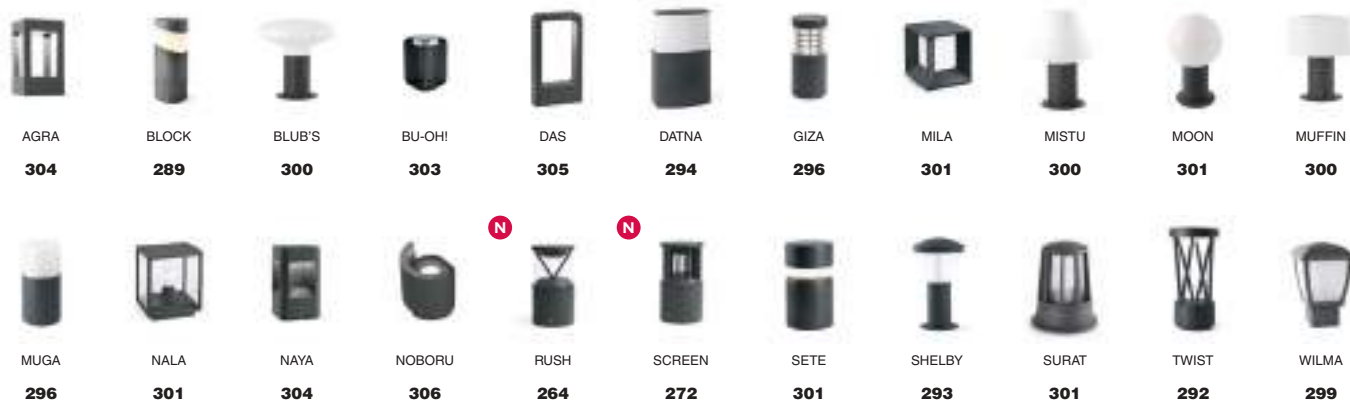 AGRA BLOCK BLUB'S BU-OH! DAS DATNA GIZA MILA MISTU MOON MUFFIN
304 289 300 303 305 294 296 301 300 301 300
N N
MUGA NALA NAYA NOBORU RUSH SCREEN SETE SHELBY SURAT TWIST WILMA
296 301 304 306 264 272 301 293 301 292 299